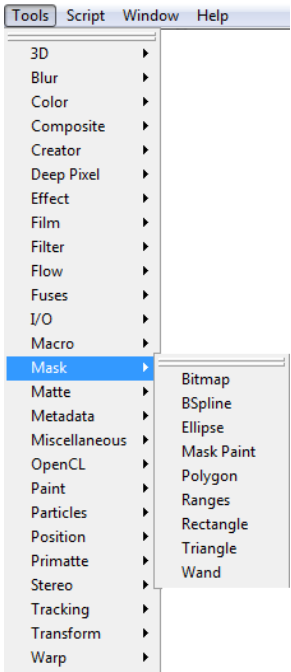 Tools Script Window Help
3D
Blur
Color
Composite
Creator
Deep Pixel
Effect
Film
Filter
Flow
Fuses
I/O
Macro
Mask
Matte
Metadata
Miscellaneous
OpenCL
Paint
Particles
Position
Primatte
Stereo
Tracking
Transform
Warp
Bitmap
BSpline
Ellipse
Mask Paint
Polygon
Ranges
Rectangle
Triangle
Wand